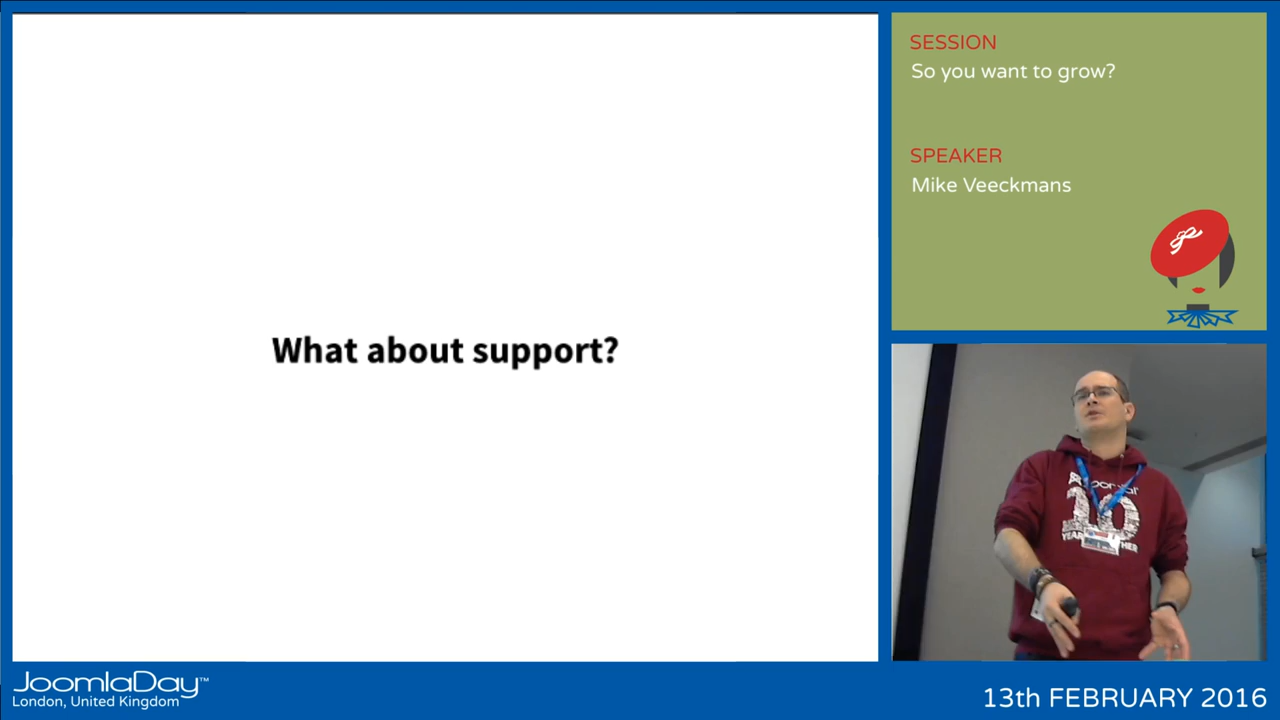 What about support?
SESSION
So you want to grow?
SPEAKER
Mike Veeckmans
10
JoomlaDay™
London, United Kingdom
13th FEBRUARY 2016